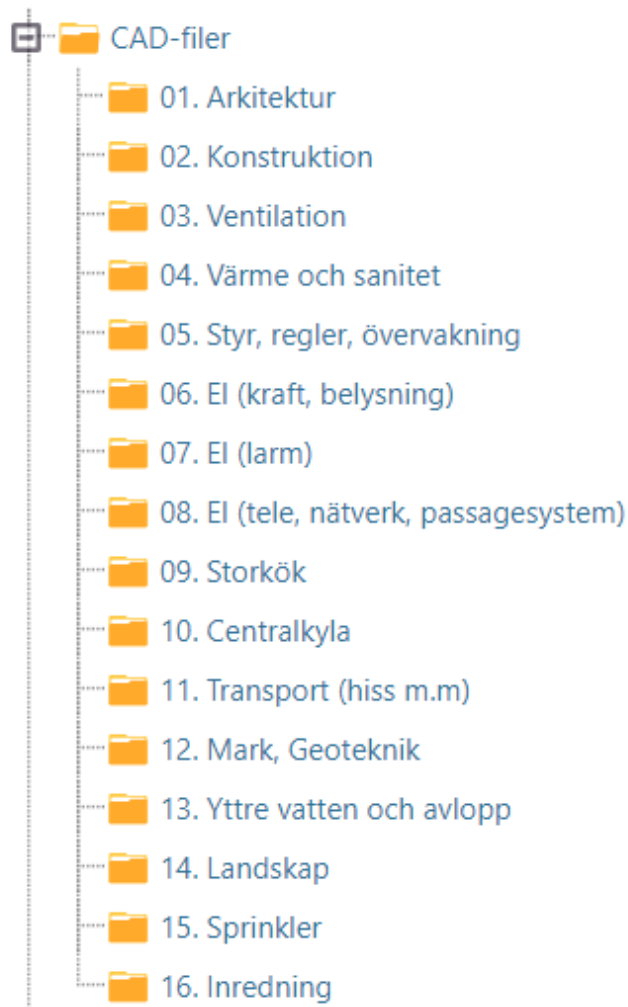 CAD-filer
01. Arkitektur
02. Konstruktion
03. Ventilation
04. Värme och sanitet
05. Styr, regler, övervakning
06. El (kraft, belysning)
07. El (larm)
08. El (tele, nätverk, passagesystem)
09. Storkök
10. Centralkyla
11. Transport (hiss m.m)
12. Mark, Geoteknik
13. Yttre vatten och avlopp
14. Landskap
15. Sprinkler
16. Inredning